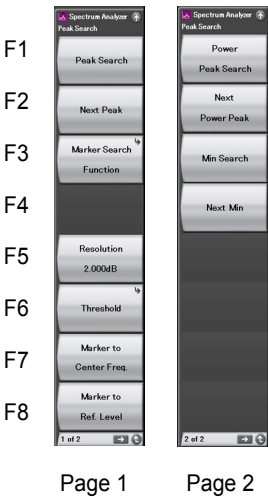 Spectrum Analyzer
Peak Search
F1
Peak Search
F2
Next Peak
F3
Marker Search
Function
F4
F5
Resolution
2.000dB
F6
Threshold
F7
Marker to
Center Freq.
F8
Marker to
Ref. Level
1 of 2
Page 1
Spectrum Analyzer
Peak Search
Power
Peak Search
Next
Power Peak
Min Search
Next Min
2 of 2
Page 2